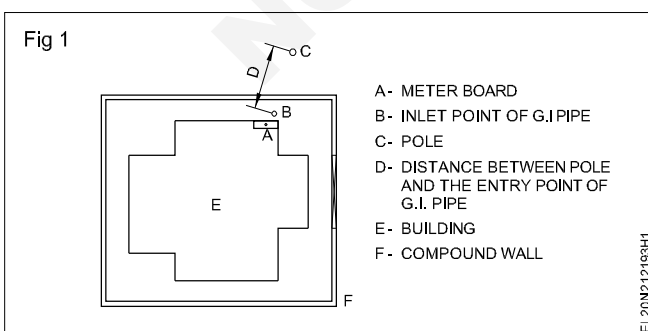 Fig 1
C
D
B
A
E
F
A- METER BOARD
B- INLET POINT OF G.I PIPE
C- POLE
D- DISTANCE BETWEEN POLE
AND THE ENTRY POINT OF
G.I. PIPE
E- BUILDING
F- COMPOUND WALL
EL20N212193H1